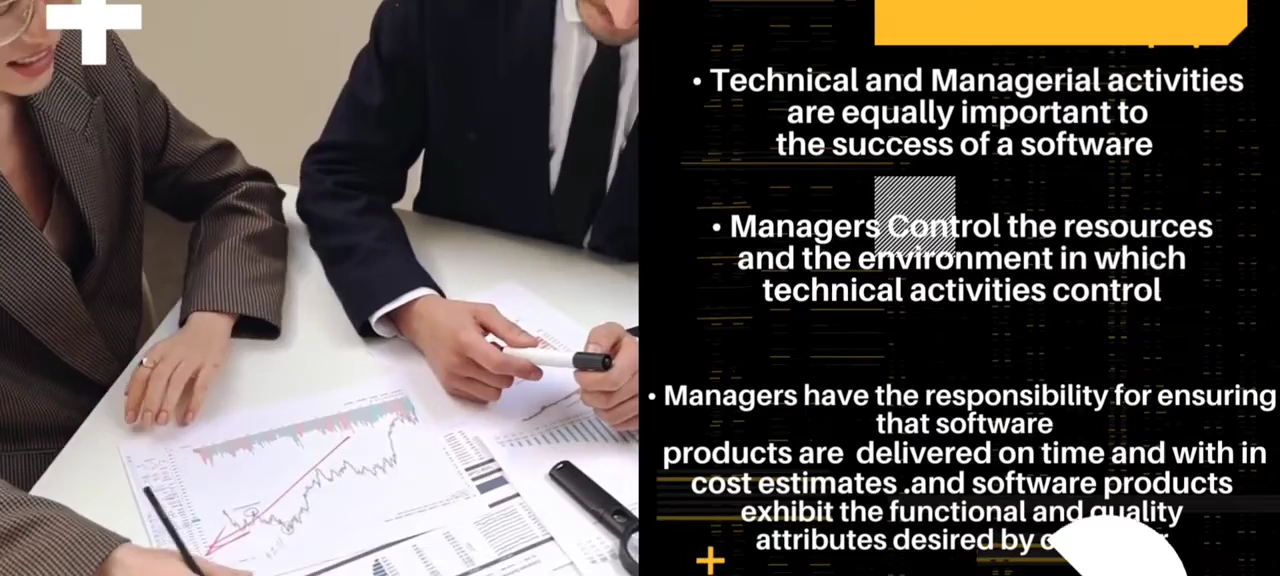 • Technical and Managerial activities
are equally important to
the success of a software
• Managers Control the resources
and the environment in which
technical activities control
• Managers have the responsibility for ensuring
that software
products are  delivered on time and with in
cost estimates .and software products
exhibit the functional and quality
attributes desired by